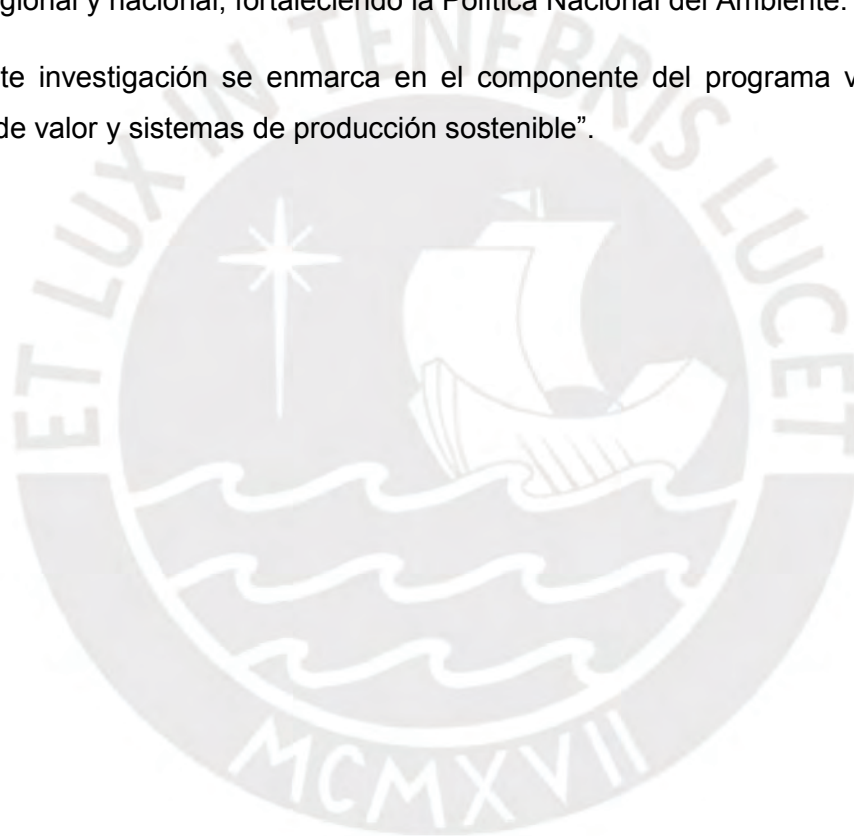 gional y nacional, fortaleciendo la Política Nacional del Ambiente.
te investigación se enmarca en el componente del programa v
de valor y sistemas de producción sostenible”.
ET LUX IN TENEBRIS LUCET
MCMXVII